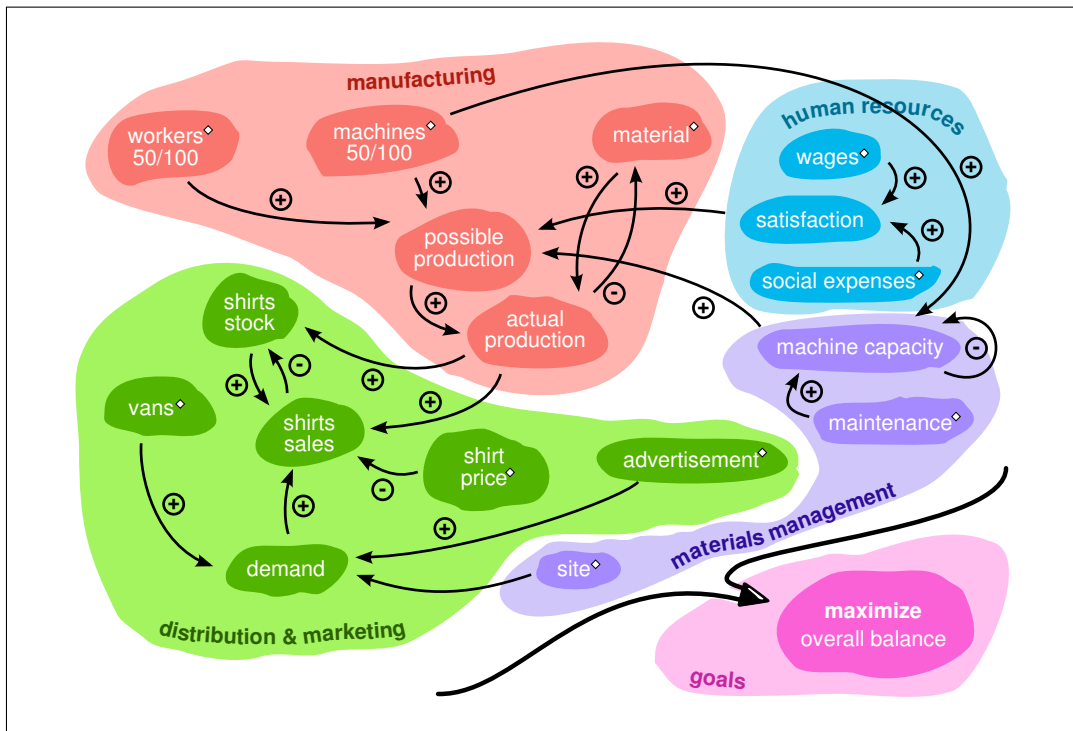 manufacturing
workers
50/100
machines
50/100
material
human resources
wages
satisfaction
social expenses
possible
production
actual
production
shirts
stock
vans
shirts
sales
shirt
price
advertisement
demand
distribution & marketing
machine capacity
maintenance
site
materials management
maximize
overall balance
goals
+
+
+
+
+
+
+
+
+
-
+
+
-
+
+
-
+
-
+
+
+